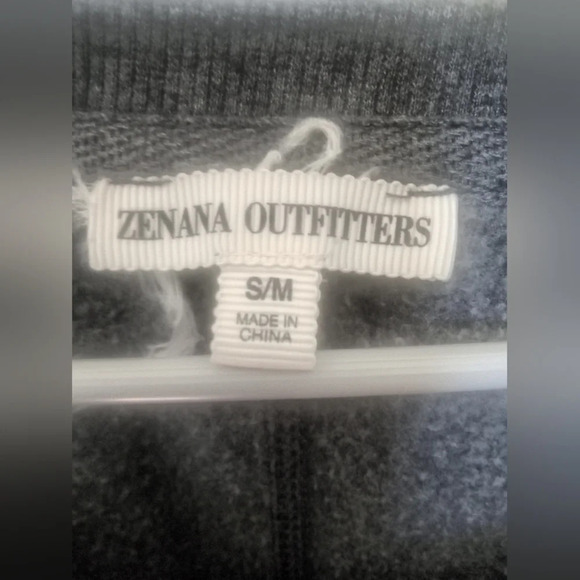 ZENANA OUTFITTERS
S/M
MADE IN
CHINA